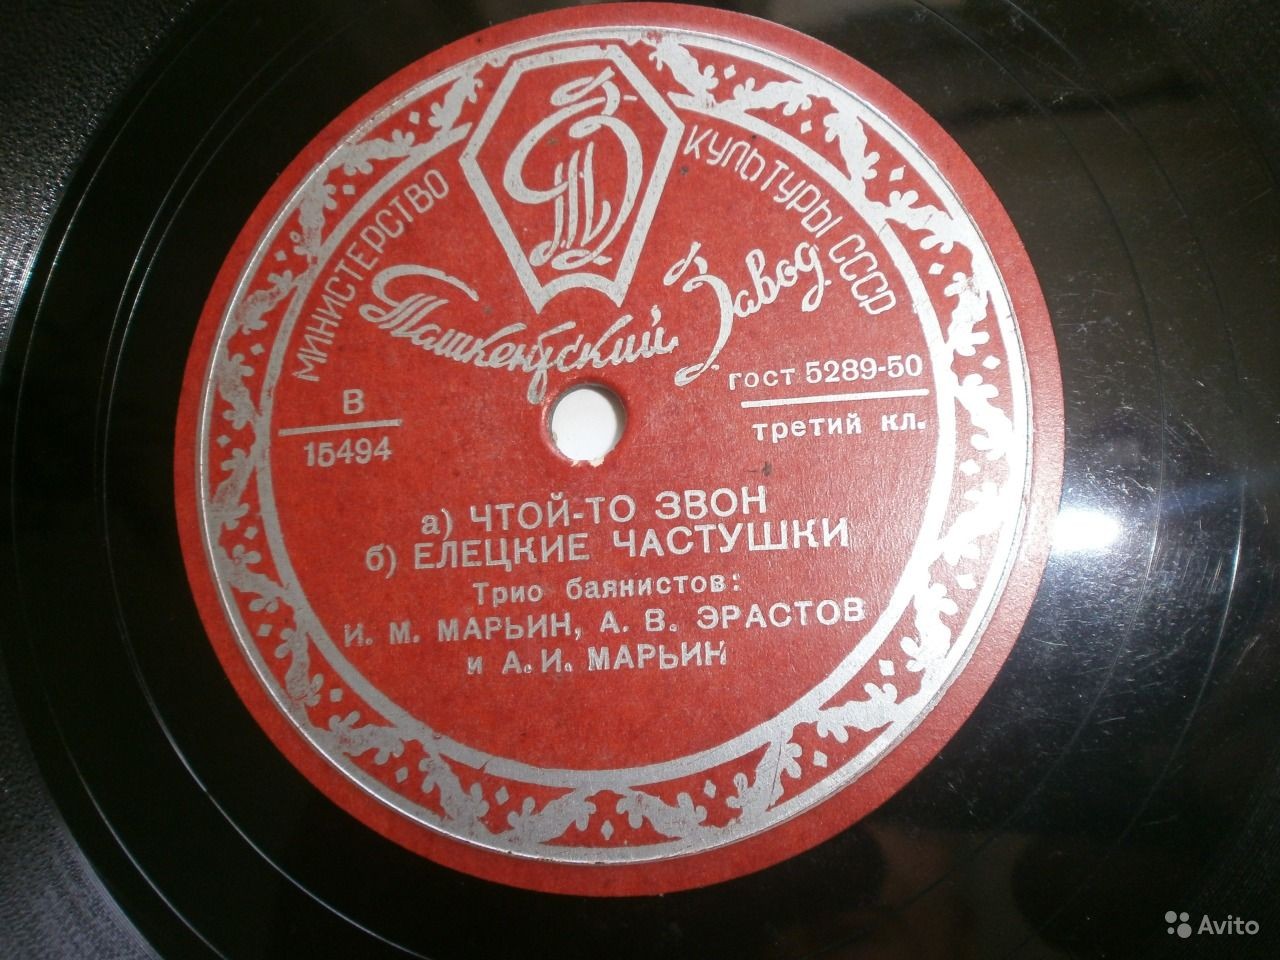 МИНИСТЕРСТВО КУЛЬТУРЫ СССР
Ташкентский Завод
В
15494
ГОСТ 5289-50
третий кл.
а) ЧТОЙ-ТО ЗВОН
б) ЕЛЕЦКИЕ ЧАСТУШКИ
Трио баянистов:
И. М. МАРЬИН, А. В. ЭРАСТОВ
и А. И. МАРЬИН
Avito